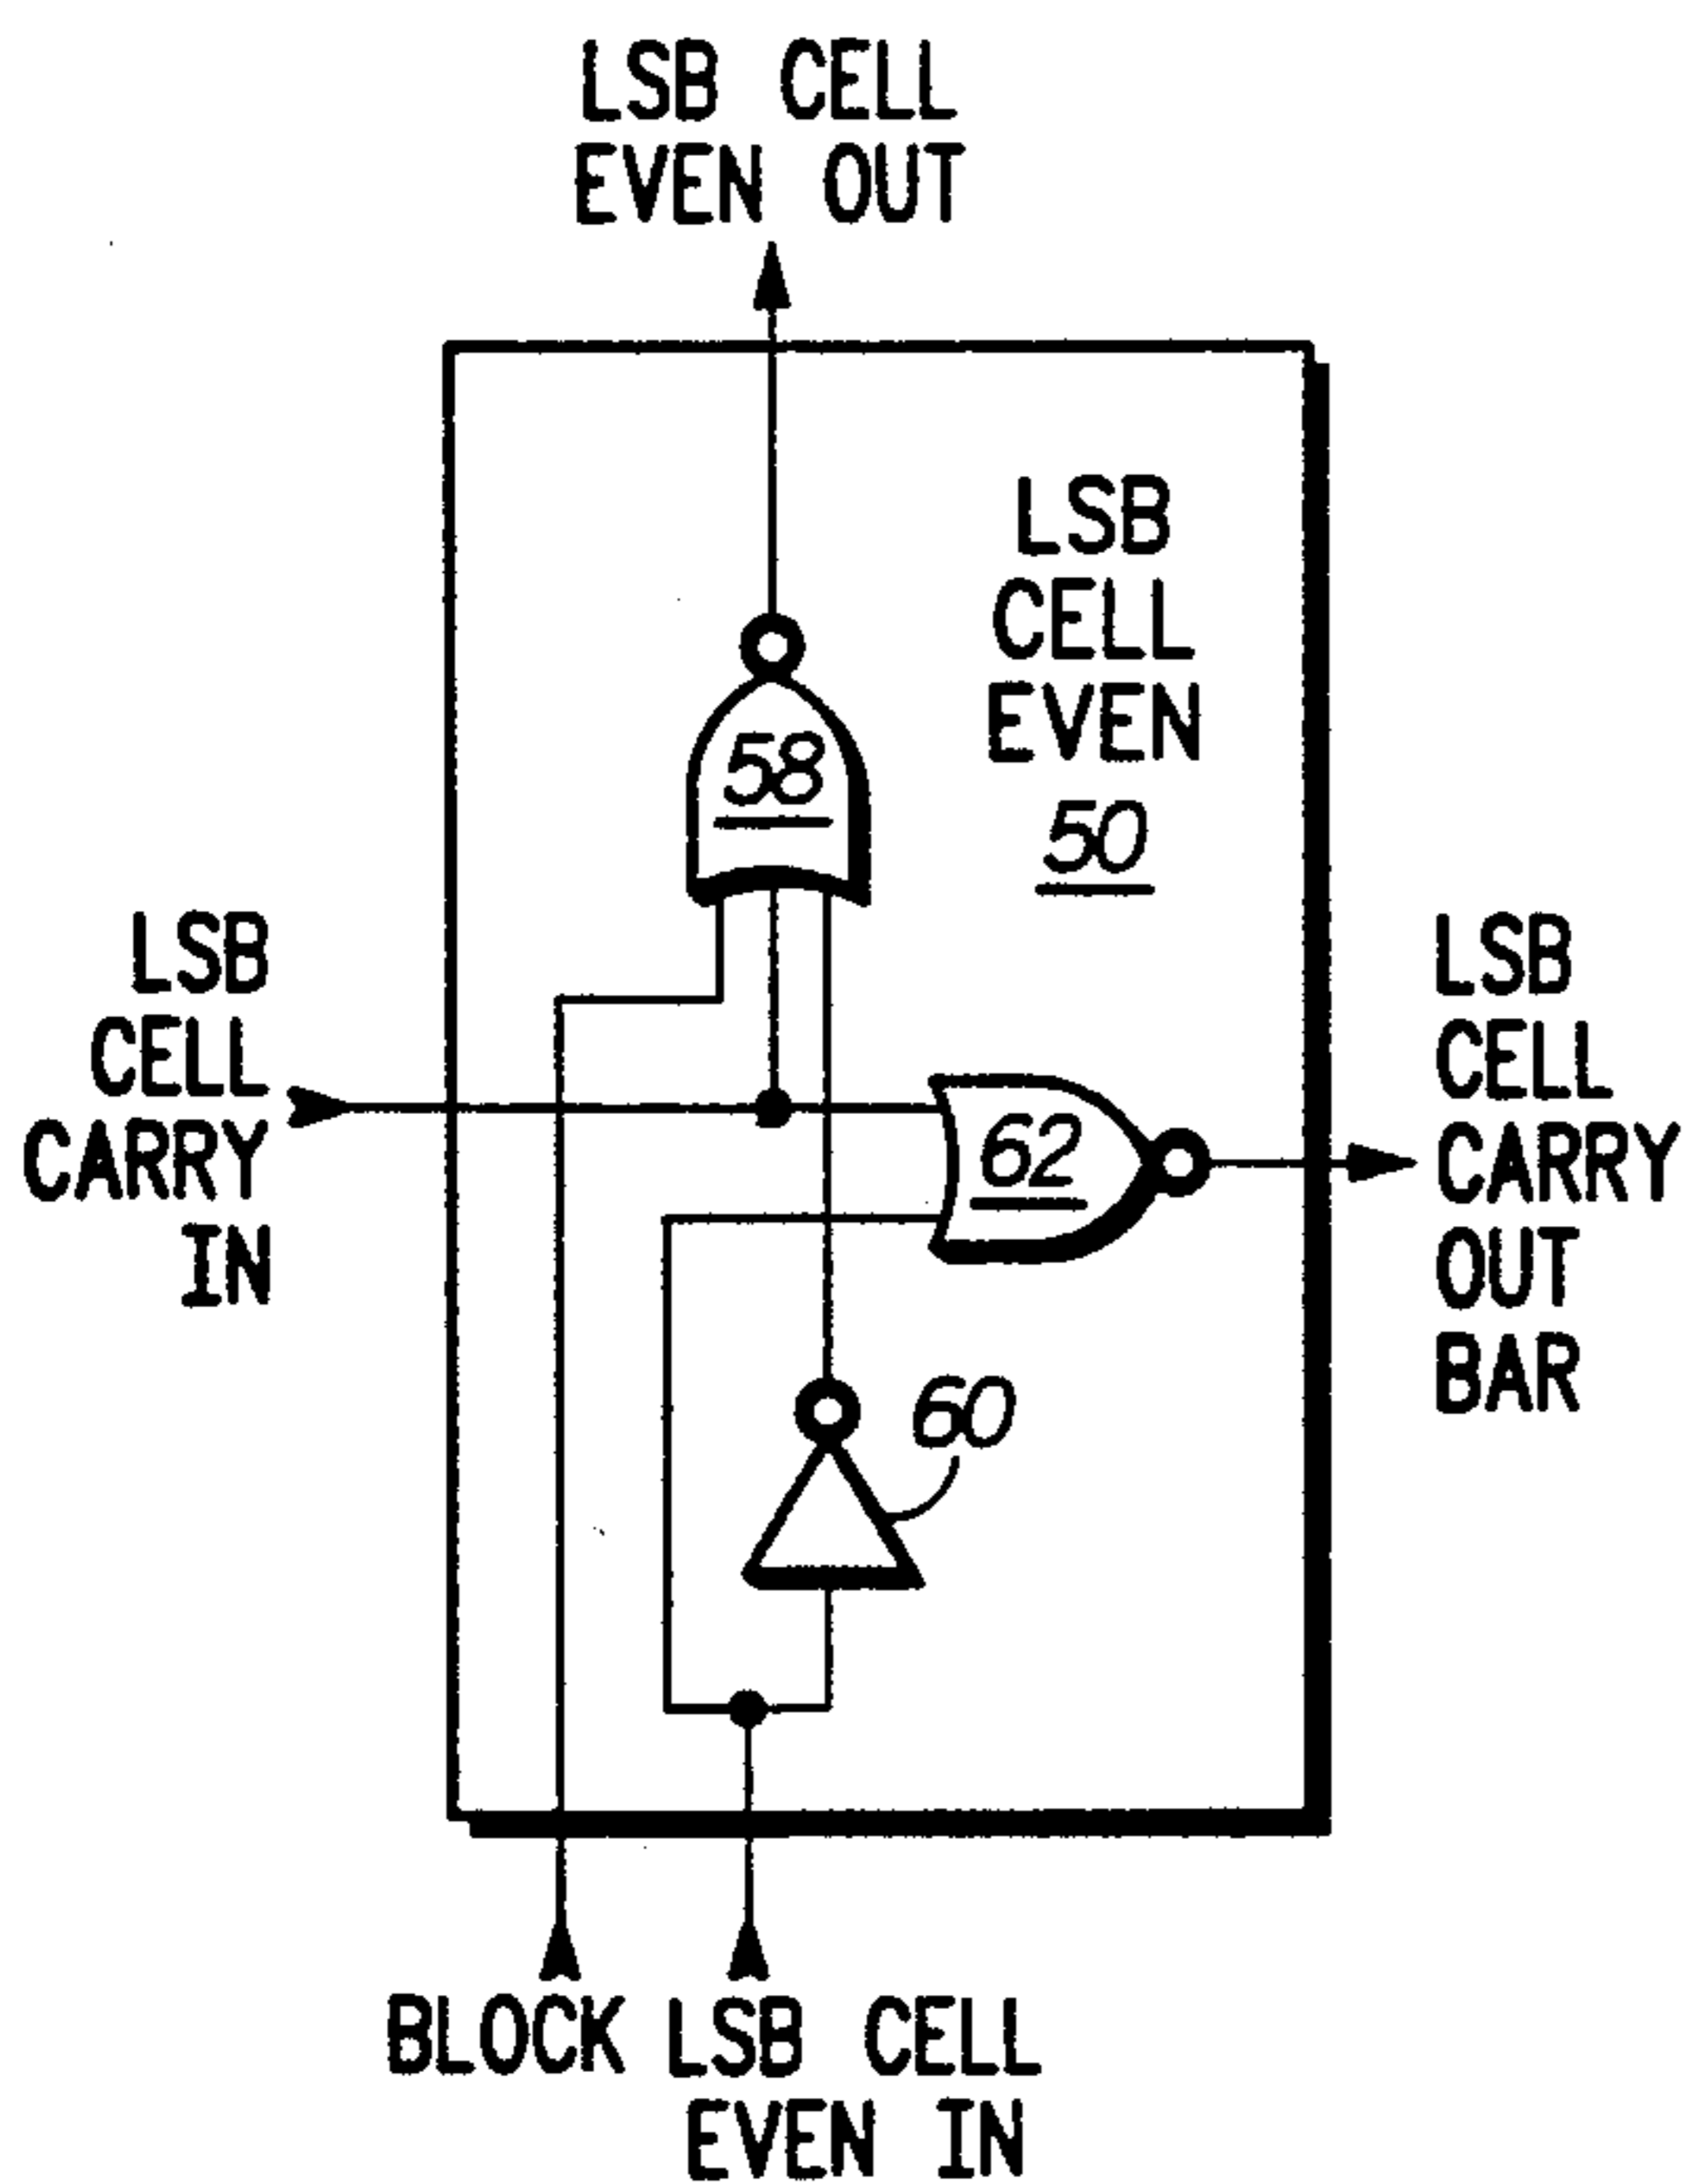 LSB CELL
EVEN OUT
LSB
CELL
EVEN
50
58
LSB
CELL
CARRY
IN
62
LSB
CELL
CARRY
OUT
BAR
60
BLOCK
LSB CELL
EVEN IN